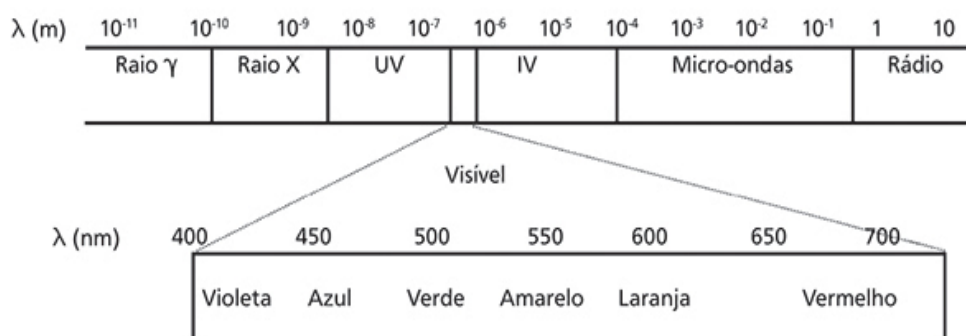 λ (m) 10⁻¹¹ 10⁻¹⁰ 10⁻⁹ 10⁻⁸ 10⁻⁷ 10⁻⁶ 10⁻⁵ 10⁻⁴ 10⁻³ 10⁻² 10⁻¹ 1 10
Raio γ Raio X UV IV Micro-ondas Rádio
Visível
λ (nm) 400 450 500 550 600 650 700
Violeta Azul Verde Amarelo Laranja Vermelho